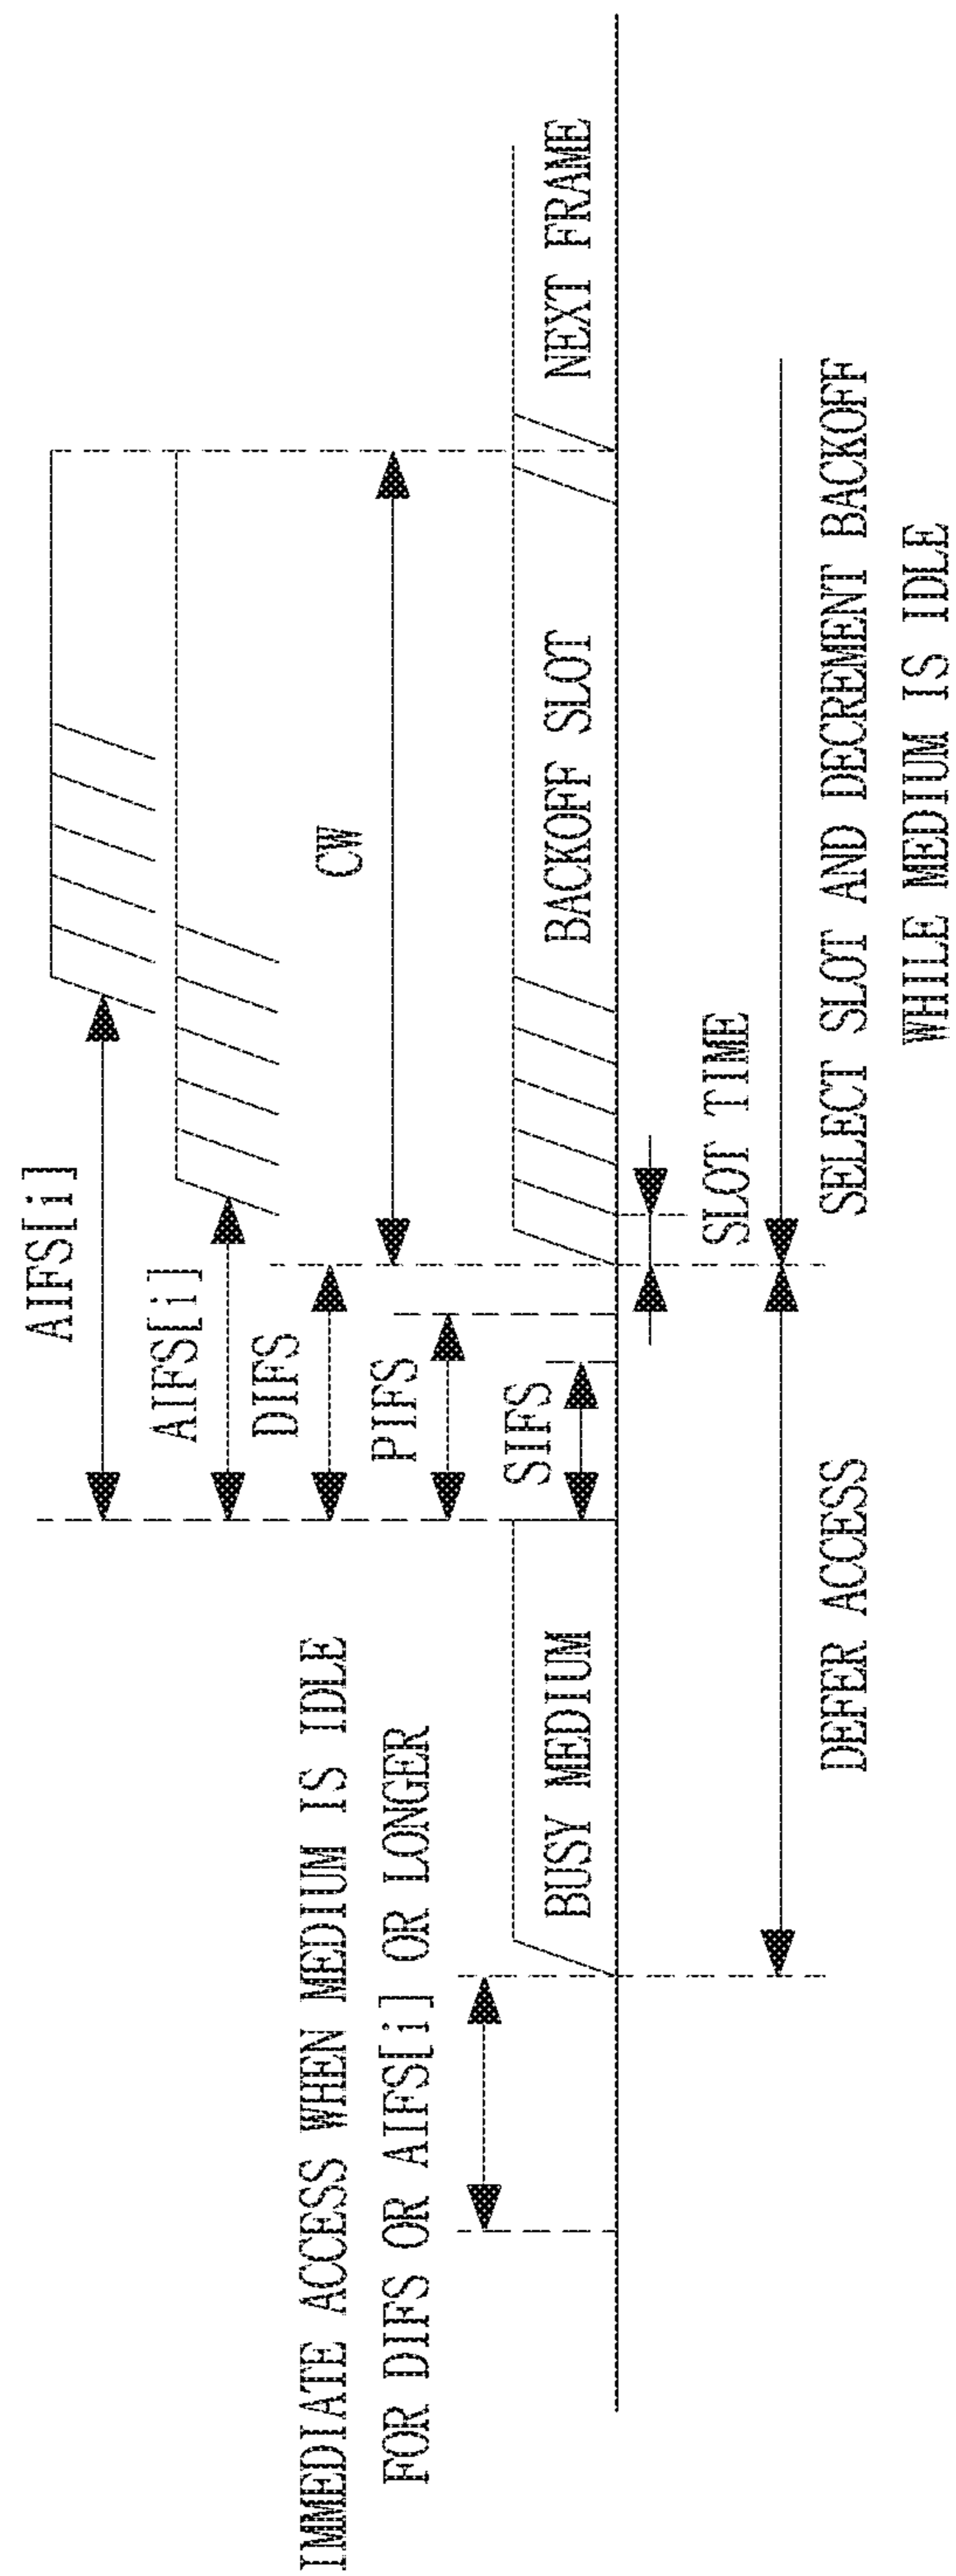 AIFS[i]
AIFS[i]
DIFS
IMMEDIATE ACCESS WHEN MEDIUM IS IDLE
FOR DIFS OR AIFS[i] OR LONGER
CW
PIFS
SIFS
BUSY MEDIUM
BACKOFF SLOT
NEXT FRAME
SLOT TIME
DEFER ACCESS
SELECT SLOT AND DECREMENT BACKOFF
WHILE MEDIUM IS IDLE